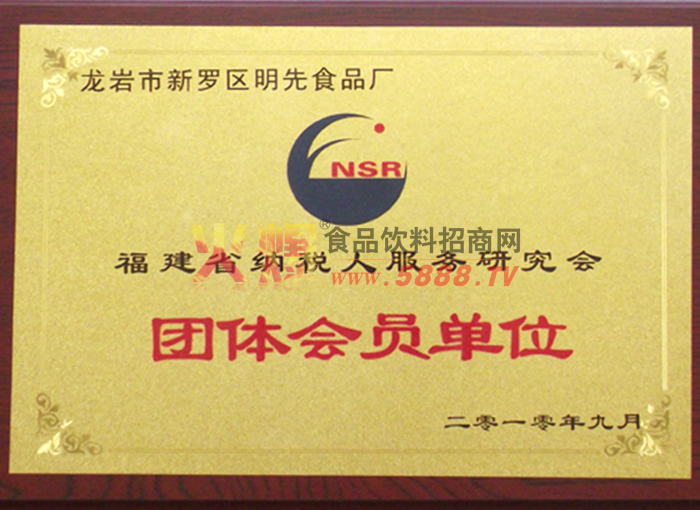 龙岩市新罗区明先食品厂
NSR
火爆®食品饮料招商网
www.5888.TV
福建省纳税人服务研究会
团体会员单位
二零一零年九月